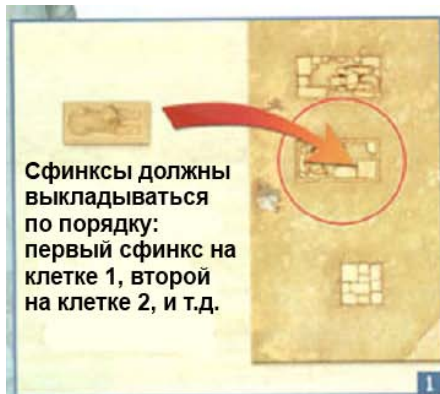 Сфинксы должны
выкладываться
по порядку:
первый сфинкс на
клетке 1, второй
на клетке 2, и т.д.
1